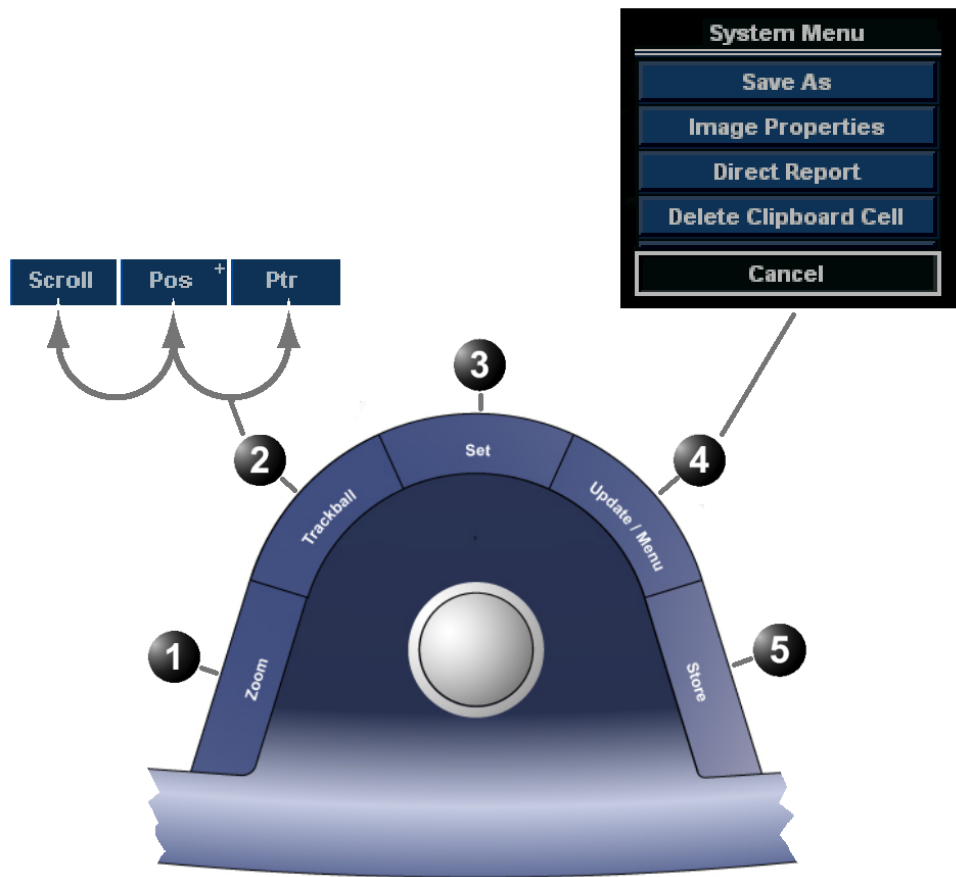 System Menu
Save As
Image Properties
Direct Report
Delete Clipboard Cell
Cancel
Scroll
Pos +
Ptr
3
2
4
Set
Trackball
Update / Menu
1
5
Zoom
Store